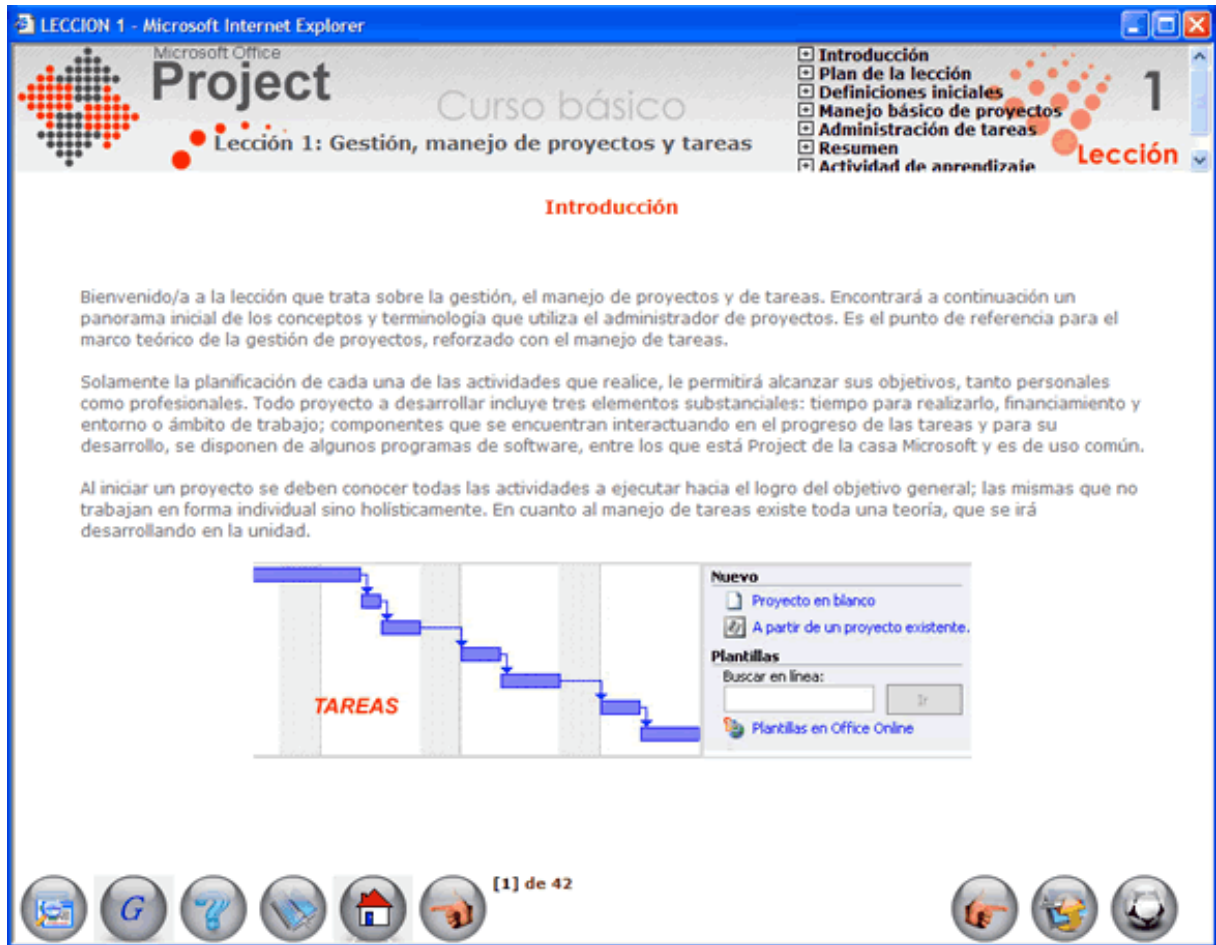 LECCION 1 - Microsoft Internet Explorer
Microsoft Office
Project
Curso básico
Lección 1: Gestión, manejo de proyectos y tareas
Introducción
Plan de la lección
Definiciones iniciales
Manejo básico de proyectos
Administración de tareas
Resumen
Actividad de aprendizaje
1
Lección
Introducción
Bienvenido/a a la lección que trata sobre la gestión, el manejo de proyectos y de tareas. Encontrará a continuación un
panorama inicial de los conceptos y terminología que utiliza el administrador de proyectos. Es el punto de referencia para el
marco teórico de la gestión de proyectos, reforzado con el manejo de tareas.
Solamente la planificación de cada una de las actividades que realice, le permitirá alcanzar sus objetivos, tanto personales
como profesionales. Todo proyecto a desarrollar incluye tres elementos substanciales: tiempo para realizarlo, financiamiento y
entorno o ámbito de trabajo; componentes que se encuentran interactuando en el progreso de las tareas y para su
desarrollo, se disponen de algunos programas de software, entre los que está Project de la casa Microsoft y es de uso común.
Al iniciar un proyecto se deben conocer todas las actividades a ejecutar hacia el logro del objetivo general; las mismas que no
trabajan en forma individual sino holísticamente. En cuanto al manejo de tareas existe toda una teoría, que se irá
desarrollando en la unidad.
TAREAS
Nuevo
Proyecto en blanco
A partir de un proyecto existente.
Plantillas
Buscar en línea:
Ir
Plantillas en Office Online
G
[1] de 42